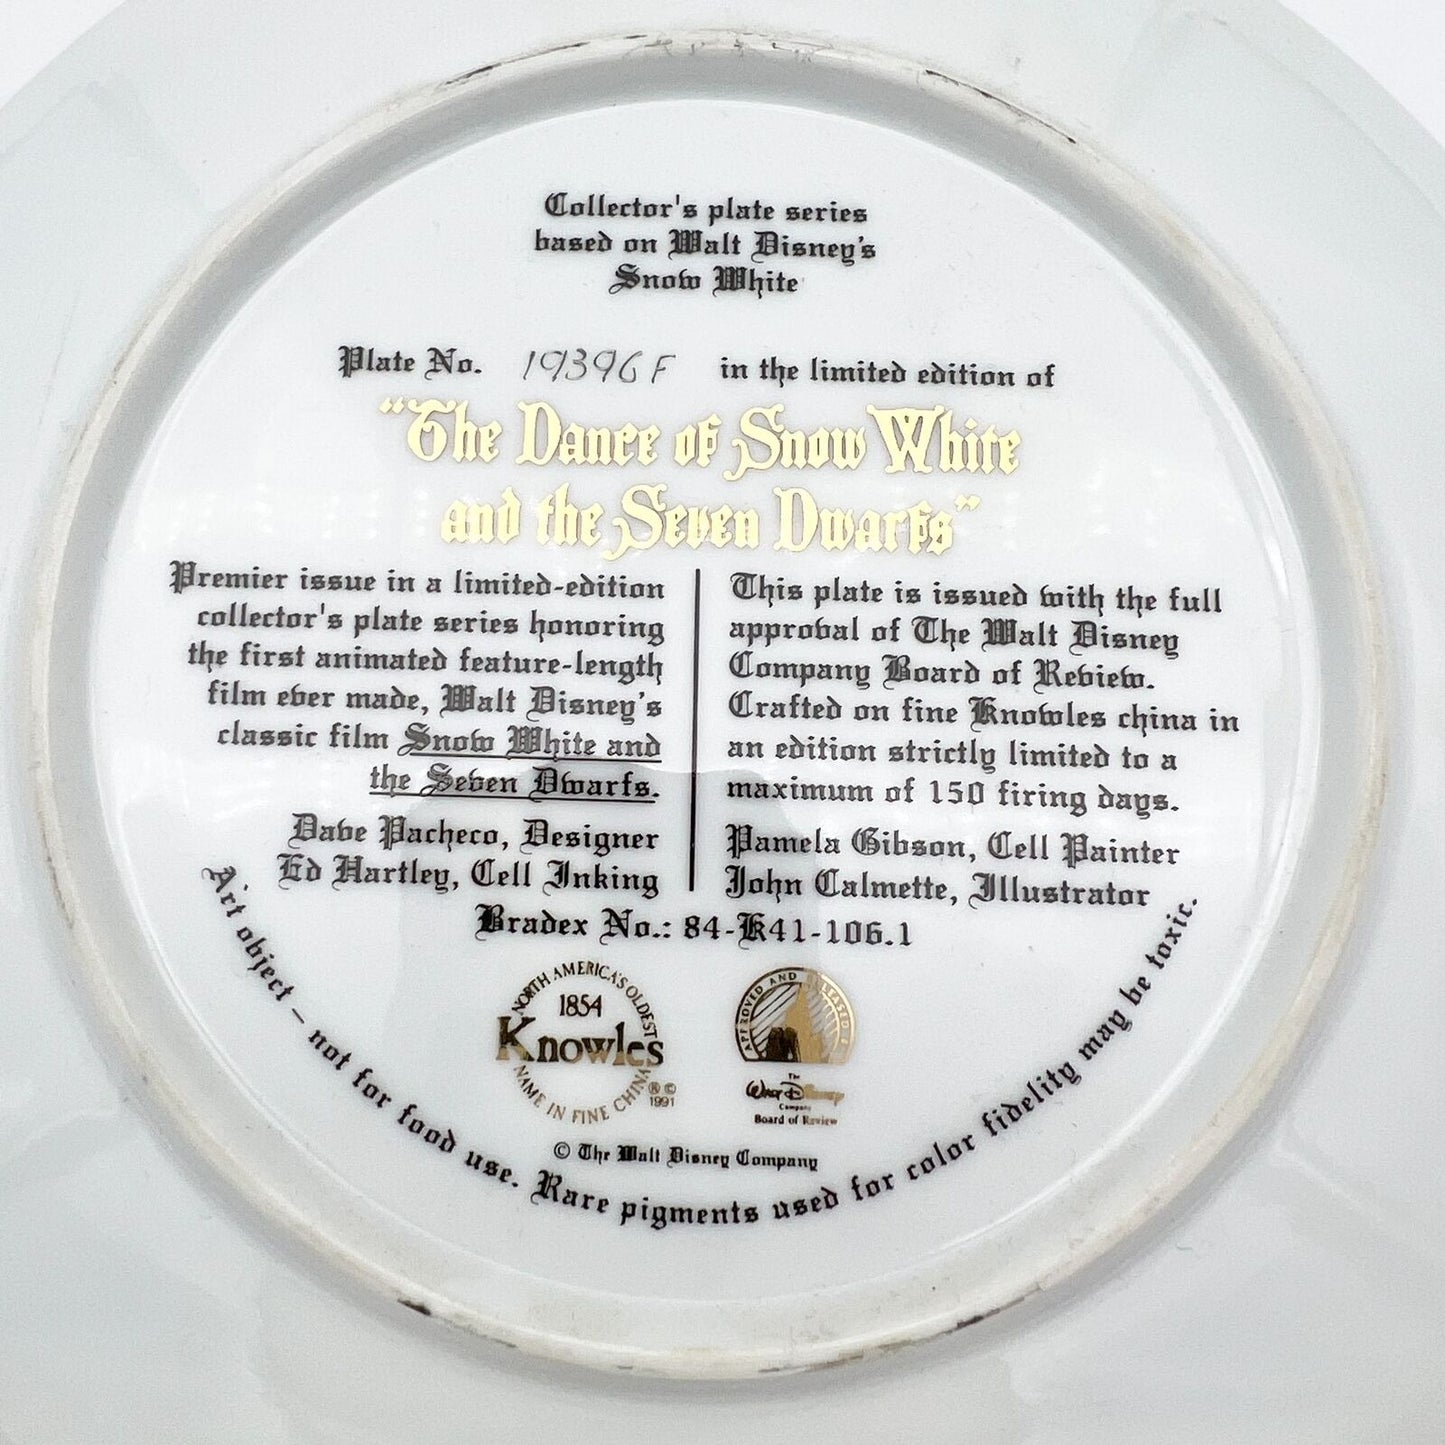 Collector's plate series
based on Walt Disney's
Snow White
Plate No. 19396F in the limited edition of
"The Dance of Snow White
and the Seven Dwarfs"
Premier issue in a limited-edition
collector's plate series honoring
the first animated feature-length
film ever made, Walt Disney's
classic film Snow White and
the Seven Dwarfs.
Dave Pacheco, Designer
Ed Hartley, Cell Inking
This plate is issued with the full
approval of The Walt Disney
Company Board of Review.
Crafted on fine Knowles china in
an edition strictly limited to a
maximum of 150 firing days.
Pamela Gibson, Cell Painter
John Calmette, Illustrator
Bradex No.: 84-K41-106.1
NORTH AMERICA'S OLDEST
1854
Knowles
NAME IN FINE CHINA
® ©
1991
APPROVED AND RELEASED
The
Walt Disney
Company
Board of Review
© The Walt Disney Company
Art object – not for food use. Rare pigments used for color fidelity may be toxic.